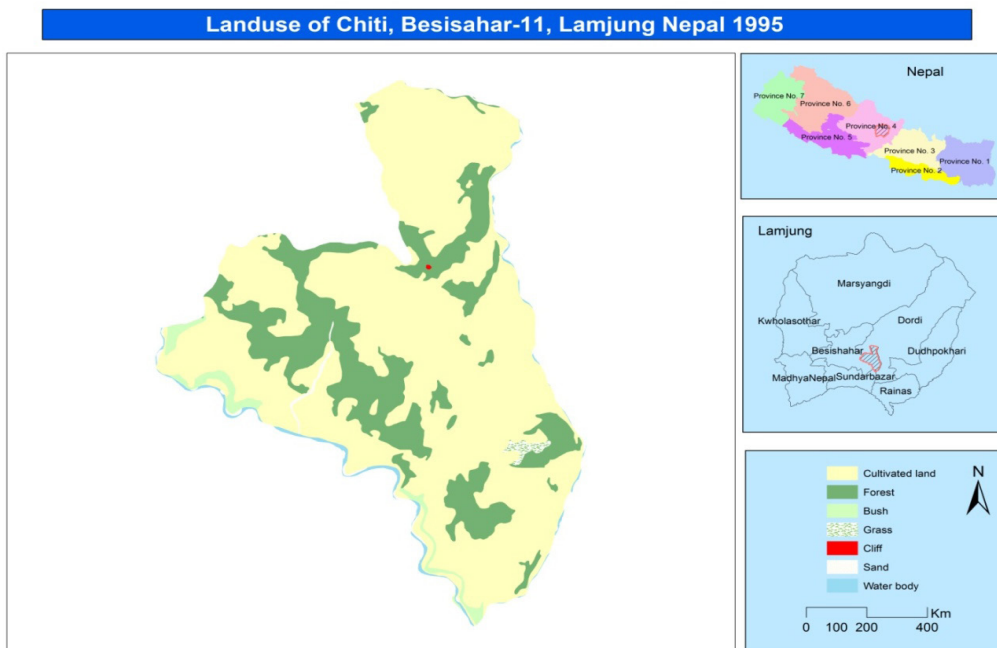 Landuse of Chiti, Besisahar-11, Lamjung Nepal 1995
Nepal
Province No. 7
Province No. 6
Province No. 4
Province No. 5
Province No. 3
Province No. 1
Province No. 2
Lamjung
Marsyangdi
Kwholasothar
Dordi
Besishahar
Dudhpokhari
MadhyaNepal
Sundarbazar
Rainas
Cultivated land
Forest
Bush
Grass
Cliff
Sand
Water body
N
Km
0 100 200 400